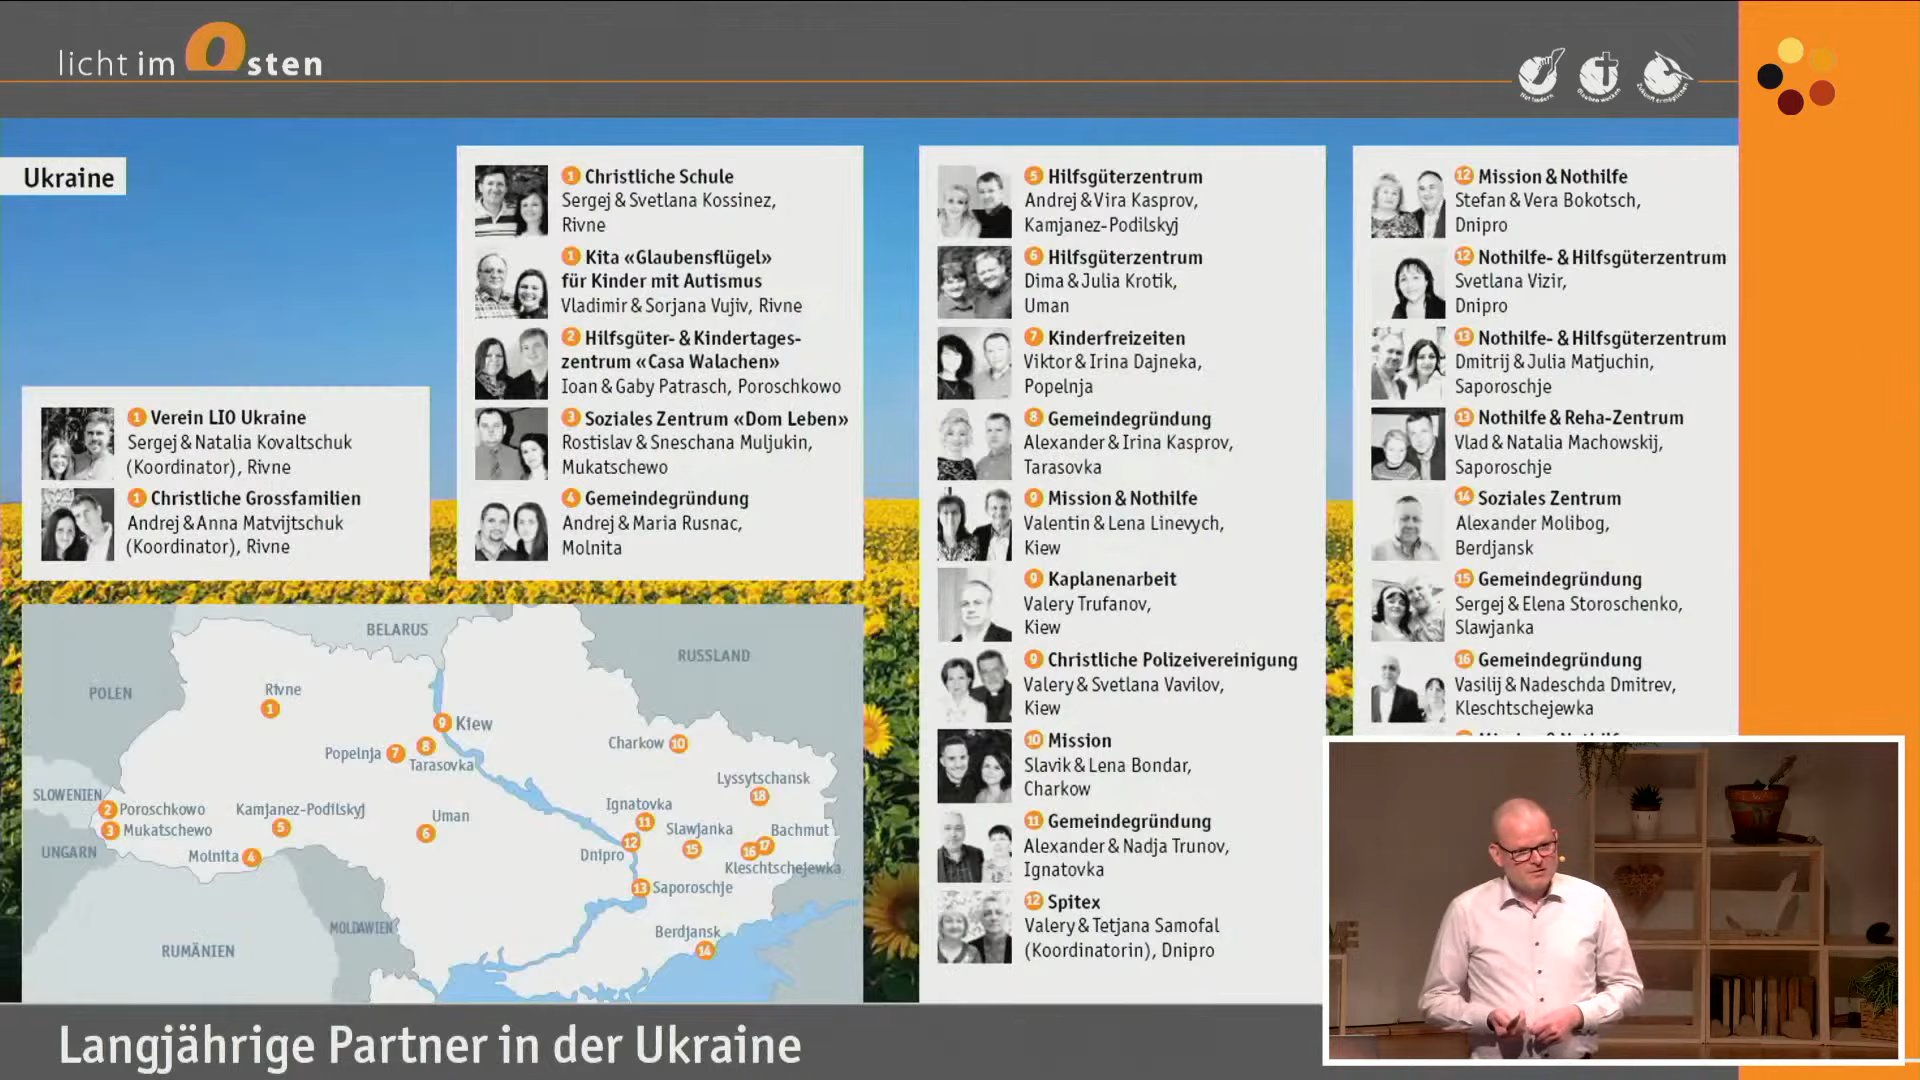 licht im Osten
Not lindern
Glauben wecken
Zukunft ermöglichen
Ukraine
1 Verein LIO Ukraine
Sergej & Natalia Kovaltschuk
(Koordinator), Rivne
1 Christliche Grossfamilien
Andrej & Anna Matvijtschuk
(Koordinator), Rivne
1 Christliche Schule
Sergej & Svetlana Kossinez,
Rivne
1 Kita «Glaubensflügel»
für Kinder mit Autismus
Vladimir & Sorjana Vujiv, Rivne
2 Hilfsgüter- & Kindertages-
zentrum «Casa Walachen»
Ioan & Gaby Patrasch, Poroschkowo
3 Soziales Zentrum «Dom Leben»
Rostislav & Sneschana Muljukin,
Mukatschewo
4 Gemeindegründung
Andrej & Maria Rusnac,
Molnita
5 Hilfsgüterzentrum
Andrej & Vira Kasprov,
Kamjanez-Podilskyj
6 Hilfsgüterzentrum
Dima & Julia Krotik,
Uman
7 Kinderfreizeiten
Viktor & Irina Dajneka,
Popelnja
8 Gemeindegründung
Alexander & Irina Kasprov,
Tarasovka
9 Mission & Nothilfe
Valentin & Lena Linevych,
Kiew
9 Kaplanenarbeit
Valery Trufanov,
Kiew
9 Christliche Polizeivereinigung
Valery & Svetlana Vavilov,
Kiew
10 Mission
Slavik & Lena Bondar,
Charkow
11 Gemeindegründung
Alexander & Nadja Trunov,
Ignatovka
12 Spitex
Valery & Tetjana Samofal
(Koordinatorin), Dnipro
12 Mission & Nothilfe
Stefan & Vera Bokotsch,
Dnipro
12 Nothilfe- & Hilfsgüterzentrum
Svetlana Vizir,
Dnipro
13 Nothilfe- & Hilfsgüterzentrum
Dmitrij & Julia Matjuchin,
Saporoschje
13 Nothilfe & Reha-Zentrum
Vlad & Natalia Machowskij,
Saporoschje
14 Soziales Zentrum
Alexander Molibog,
Berdjansk
15 Gemeindegründung
Sergej & Elena Storoschenko,
Slawjanka
16 Gemeindegründung
Vasilij & Nadeschda Dmitrev,
Kleschtschejewka
BELARUS
RUSSLAND
POLEN
Rivne
1
9 Kiew
Charkow 10
Popelnja 7
8
Tarasovka
Lyssytschansk
18
SLOWENIEN
2 Poroschkowo
Kamjanez-Podilskyj
5
Uman
6
Ignatovka
11
3 Mukatschewo
Slawjanka
15
Bachmut
16 17
UNGARN
Molnita 4
Dnipro 12
Kleschtschejewka
13 Saporoschje
MOLDAWIEN
Berdjansk
14
RUMÄNIEN
Langjährige Partner in der Ukraine